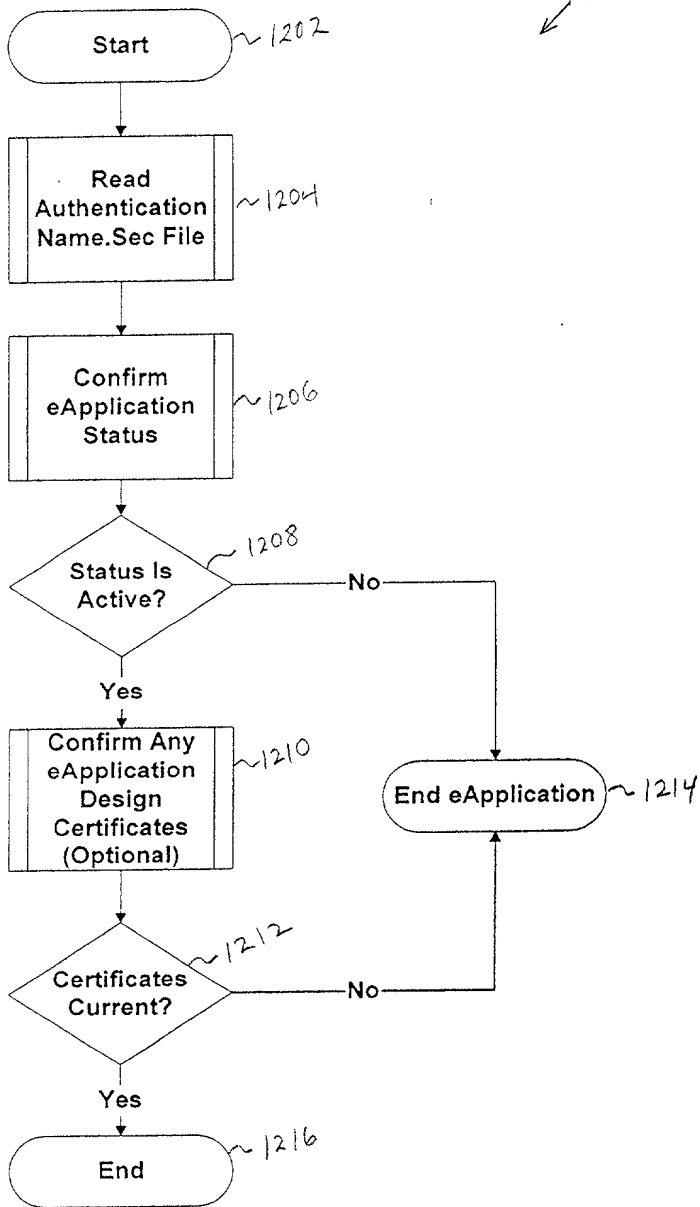 Start
1202
Read
Authentication
Name.Sec File
1204
Confirm
eApplication
Status
1206
Status Is
Active?
1208
No
Yes
Confirm Any
eApplication
Design
Certificates
(Optional)
1210
End eApplication
1214
Certificates
Current?
1212
No
Yes
End
1216